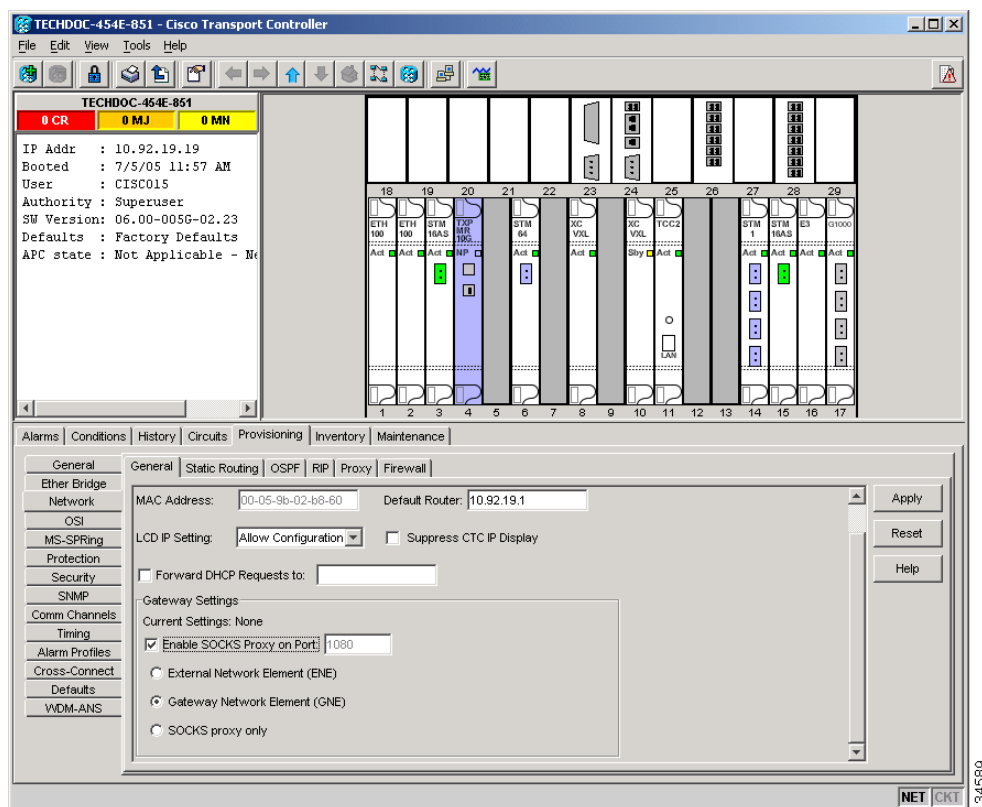 TECHDOC-454E-851 - Cisco Transport Controller
File Edit View Tools Help
TECHDOC-454E-851
0 CR 0 MJ 0 MN
IP Addr : 10.92.19.19
Booted : 7/5/05 11:57 AM
User : CISCO15
Authority : Superuser
SW Version: 06.00-005G-02.23
Defaults : Factory Defaults
APC state : Not Applicable - Ne
18 19 20 21 22 23 24 25 26 27 28 29
ETH 100 ETH 100 STM 16AS TXP MR 10G STM 64 XC VXL XC VXL TCC2 STM 1 STM 16AS E3 G1000
Act Act Act NP Act Act Sby Act Act Act Act Act
LAN
1 2 3 4 5 6 7 8 9 10 11 12 13 14 15 16 17
Alarms Conditions History Circuits Provisioning Inventory Maintenance
General
Ether Bridge
Network
OSI
MS-SPRing
Protection
Security
SNMP
Comm Channels
Timing
Alarm Profiles
Cross-Connect
Defaults
WDM-ANS
General Static Routing OSPF RIP Proxy Firewall
MAC Address: 00-05-9b-02-b8-60 Default Router: 10.92.19.1
LCD IP Setting: Allow Configuration Suppress CTC IP Display
Forward DHCP Requests to:
Gateway Settings
Current Settings: None
Enable SOCKS Proxy on Port: 1080
External Network Element (ENE)
Gateway Network Element (GNE)
SOCKS proxy only
Apply
Reset
Help
NET CKT
34589